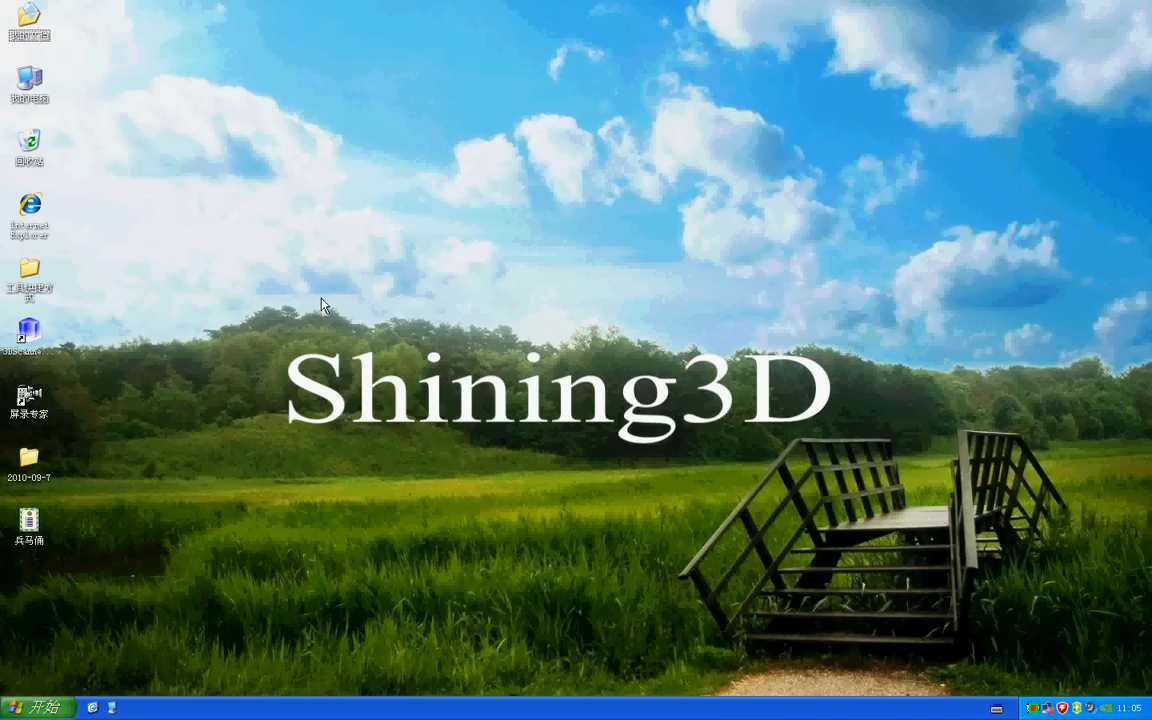 我的文档
我的电脑
回收站
Internet
Explorer
工具快捷方
式
3DScanne...
屏录专家
2010-09-7
兵马俑
Shining3D
开始
11:05